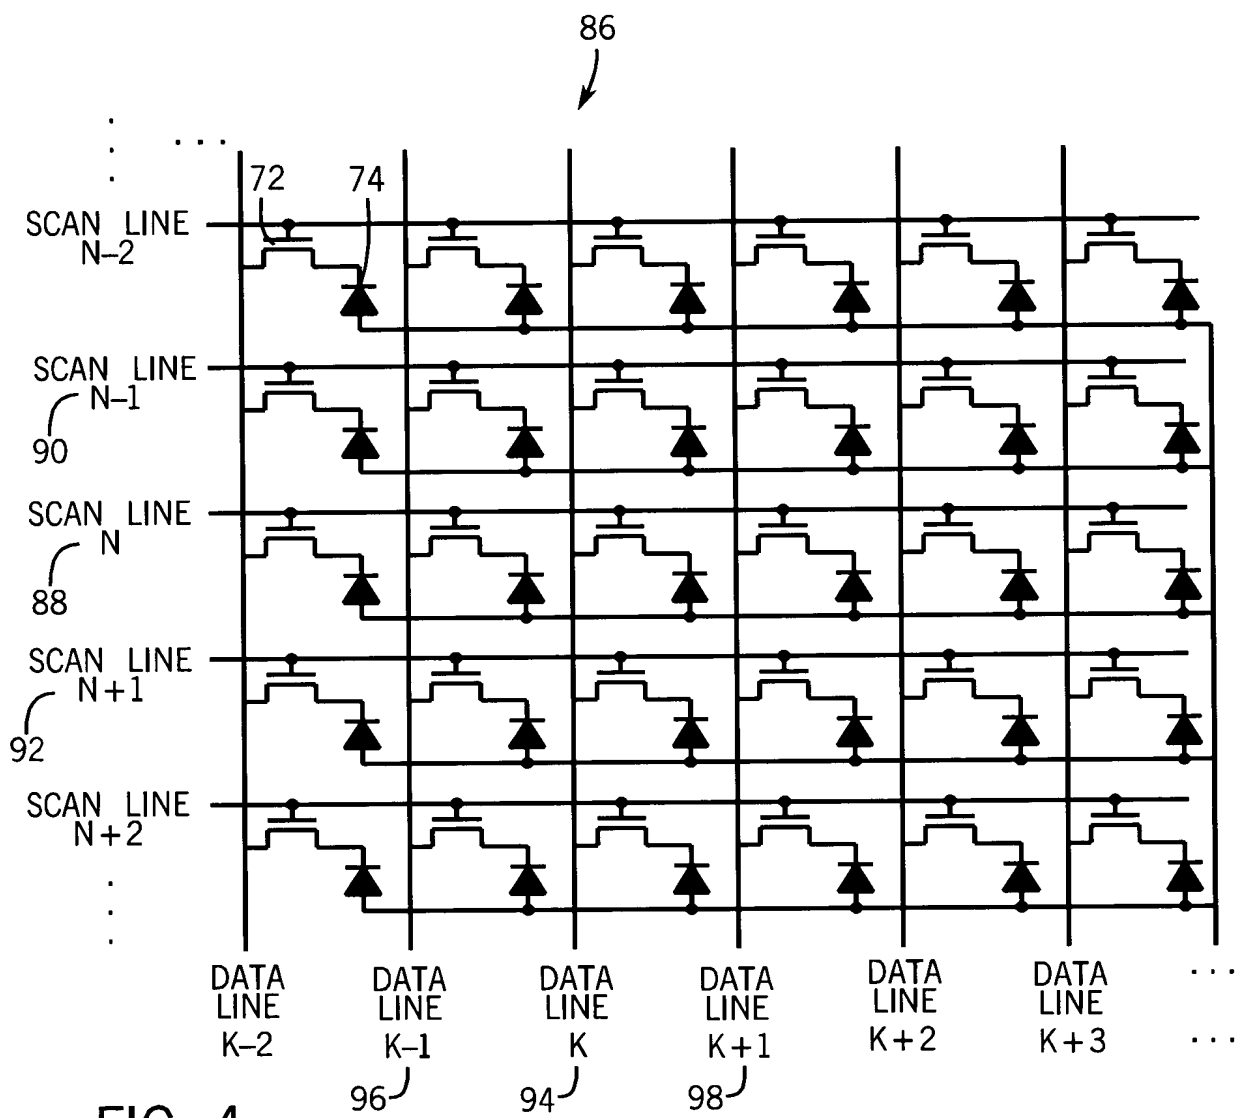 86
72
74
SCAN LINE
N-2
SCAN LINE
N-1
90
SCAN LINE
N
88
SCAN LINE
N+1
92
SCAN LINE
N+2
DATA LINE K-2
DATA LINE K-1
DATA LINE K
DATA LINE K+1
DATA LINE K+2
DATA LINE K+3
96
94
98
FIG. 4